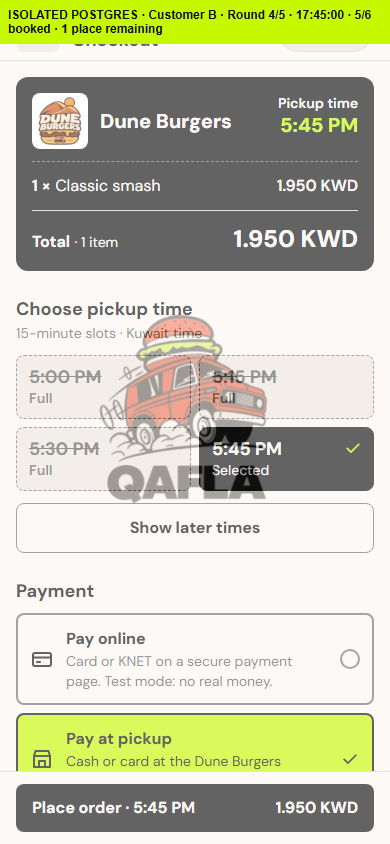 ISOLATED POSTGRES · Customer B · Round 4/5 · 17:45:00 · 5/6
booked · 1 place remaining
Checkout
DUNE
BURGERS
Dune Burgers
Pickup time
5:45 PM
1 × Classic smash
1.950 KWD
Total · 1 item
1.950 KWD
Choose pickup time
15-minute slots · Kuwait time
5:00 PM
Full
5:15 PM
Full
5:30 PM
Full
5:45 PM
Selected
QAFLA
Show later times
Payment
Pay online
Card or KNET on a secure payment
page. Test mode: no real money.
Pay at pickup
Cash or card at the Dune Burgers
Place order · 5:45 PM
1.950 KWD